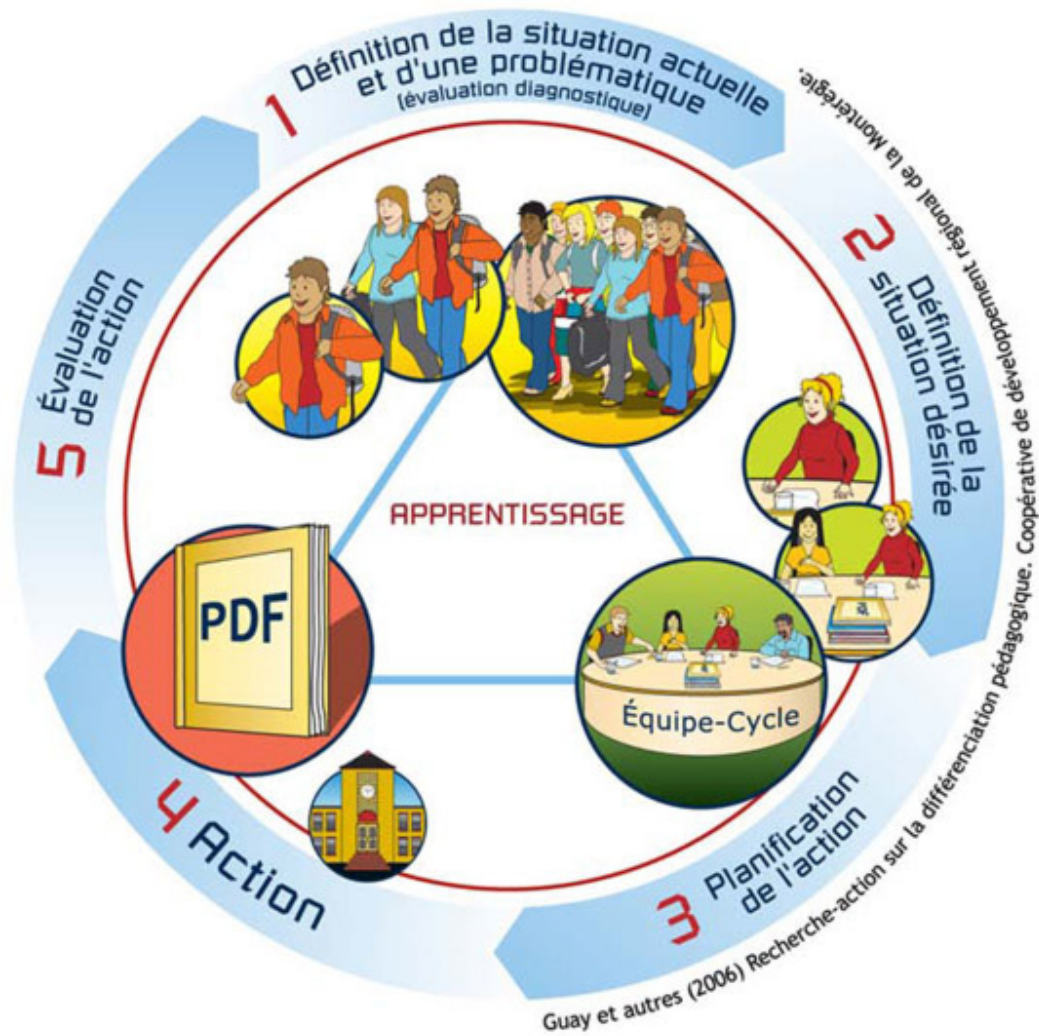 1 Définition de la situation actuelle
et d'une problématique
(évaluation diagnostique)
2 Définition de la
situation désirée
3 Planification
de l'action
4 Action
5 Évaluation
de l'action
APPRENTISSAGE
PDF
Équipe-Cycle
Guay et autres (2006) Recherche-action sur la différenciation pédagogique. Coopérative de développement régional de la Montérégie.